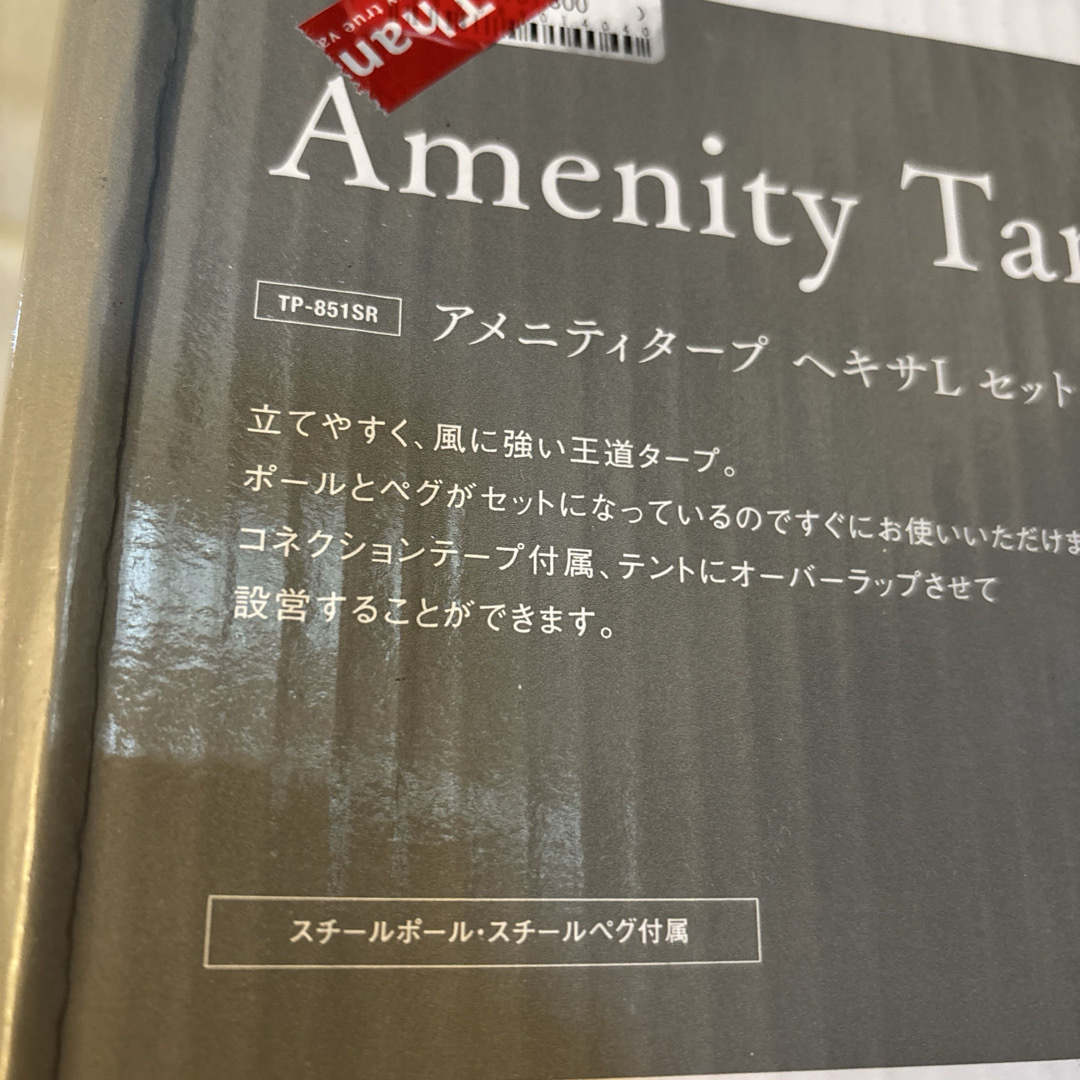 Than
true va
Amenity Tar
TP-851SR
アメニティタープ ヘキサL セット
立てやすく、風に強い王道タープ。
ポールとペグがセットになっているのですぐにお使いいただけま
コネクションテープ付属、テントにオーバーラップさせて
設営することができます。
スチールポール・スチールペグ付属